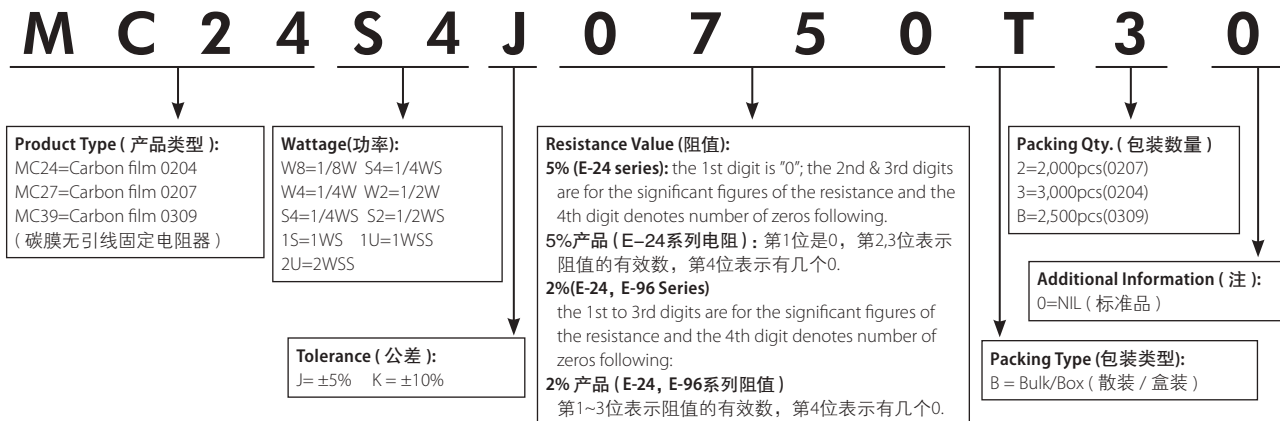 M C 2 4 S 4 J 0 7 5 0 T 3 0
Product Type ( 产品类型 ):
MC24=Carbon film 0204
MC27=Carbon film 0207
MC39=Carbon film 0309
( 碳膜无引线固定电阻器 )
Wattage(功率):
W8=1/8W S4=1/4WS
W4=1/4W W2=1/2W
S4=1/4WS S2=1/2WS
1S=1WS 1U=1WSS
2U=2WSS
Tolerance ( 公差 ):
J= ±5% K = ±10%
Resistance Value (阻值):
5% (E-24 series): the 1st digit is "0"; the 2nd & 3rd digits
are for the significant figures of the resistance and the
4th digit denotes number of zeros following.
5%产品 ( E–24系列电阻 ) : 第1位是0，第2,3位表示
阻值的有效数，第4位表示有几个0.
2%(E-24, E-96 Series)
the 1st to 3rd digits are for the significant figures of
the resistance and the 4th digit denotes number of
zeros following:
2% 产品 ( E-24, E-96系列阻值 )
第1~3位表示阻值的有效数，第4位表示有几个0.
Packing Qty. ( 包装数量 )
2=2,000pcs(0207)
3=3,000pcs(0204)
B=2,500pcs(0309)
Additional Information ( 注 ):
0=NIL ( 标准品 )
Packing Type (包装类型):
B = Bulk/Box ( 散装 / 盒装 )